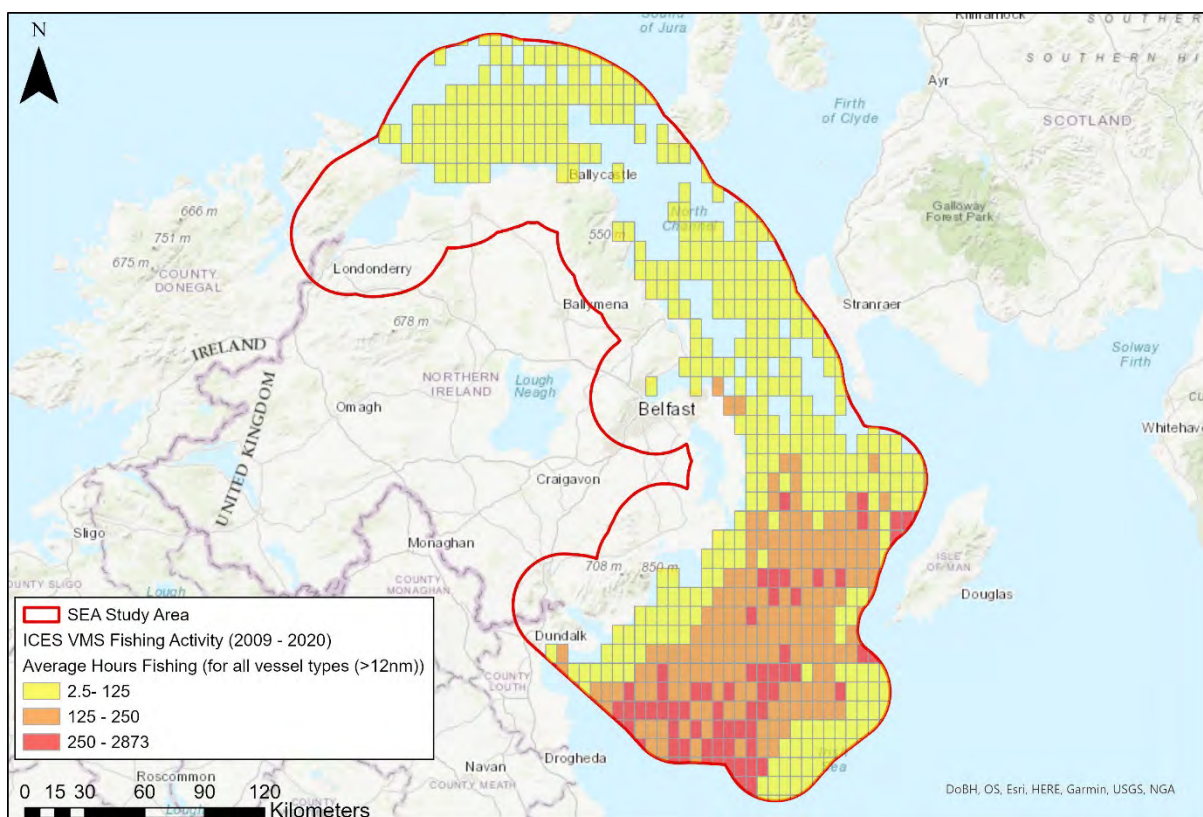 N
Sound
of Jura
Kilmarnock
SOUTHERN
SOUTHERN HI
Ayr
Firth
of Clyde
SCOTLAND
Galloway
Forest Park
Ballycastle
North
Channel
666 m
751 m
675 m
COUNTY
DONEGAL
550 m
Londonderry
Stranraer
Ballymena
678 m
Solway
Firth
IRELAND
UNITED KINGDOM
NORTHERN
IRELAND
Lough
Neagh
Omagh
Belfast
Whitehav
Craigavon
Sligo
Monaghan
ISLE
OF MAN
708 m
850 m
Douglas
COUNTY SLIGO
COUNTY
MONAGHAN
Lough
Dundalk
COUNTY
LOUTH
SEA Study Area
ICES VMS Fishing Activity (2009 - 2020)
Average Hours Fishing (for all vessel types (>12nm))
2.5- 125
125 - 250
250 - 2873
Irish
Sea
Drogheda
Navan
COUNTY MEATH
Roscommon
0 15 30 60 90 120
Kilometers
DoBH, OS, Esri, HERE, Garmin, USGS, NGA